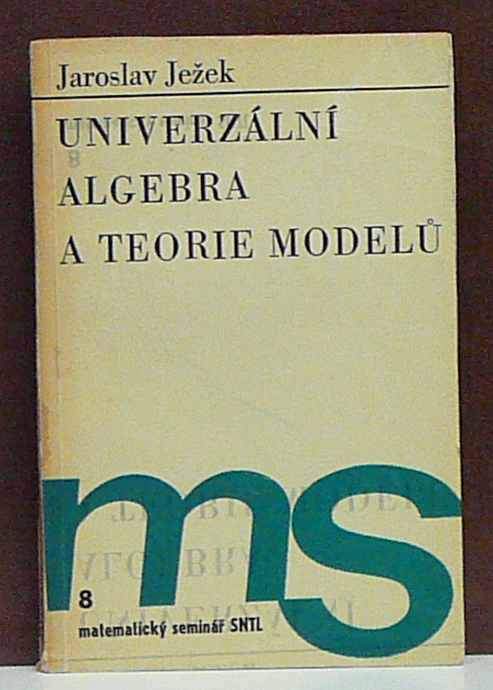 Jaroslav Ježek
UNIVERZÁLNÍ
ALGEBRA
A TEORIE MODELŮ
ms
8
matematický seminář SNTL